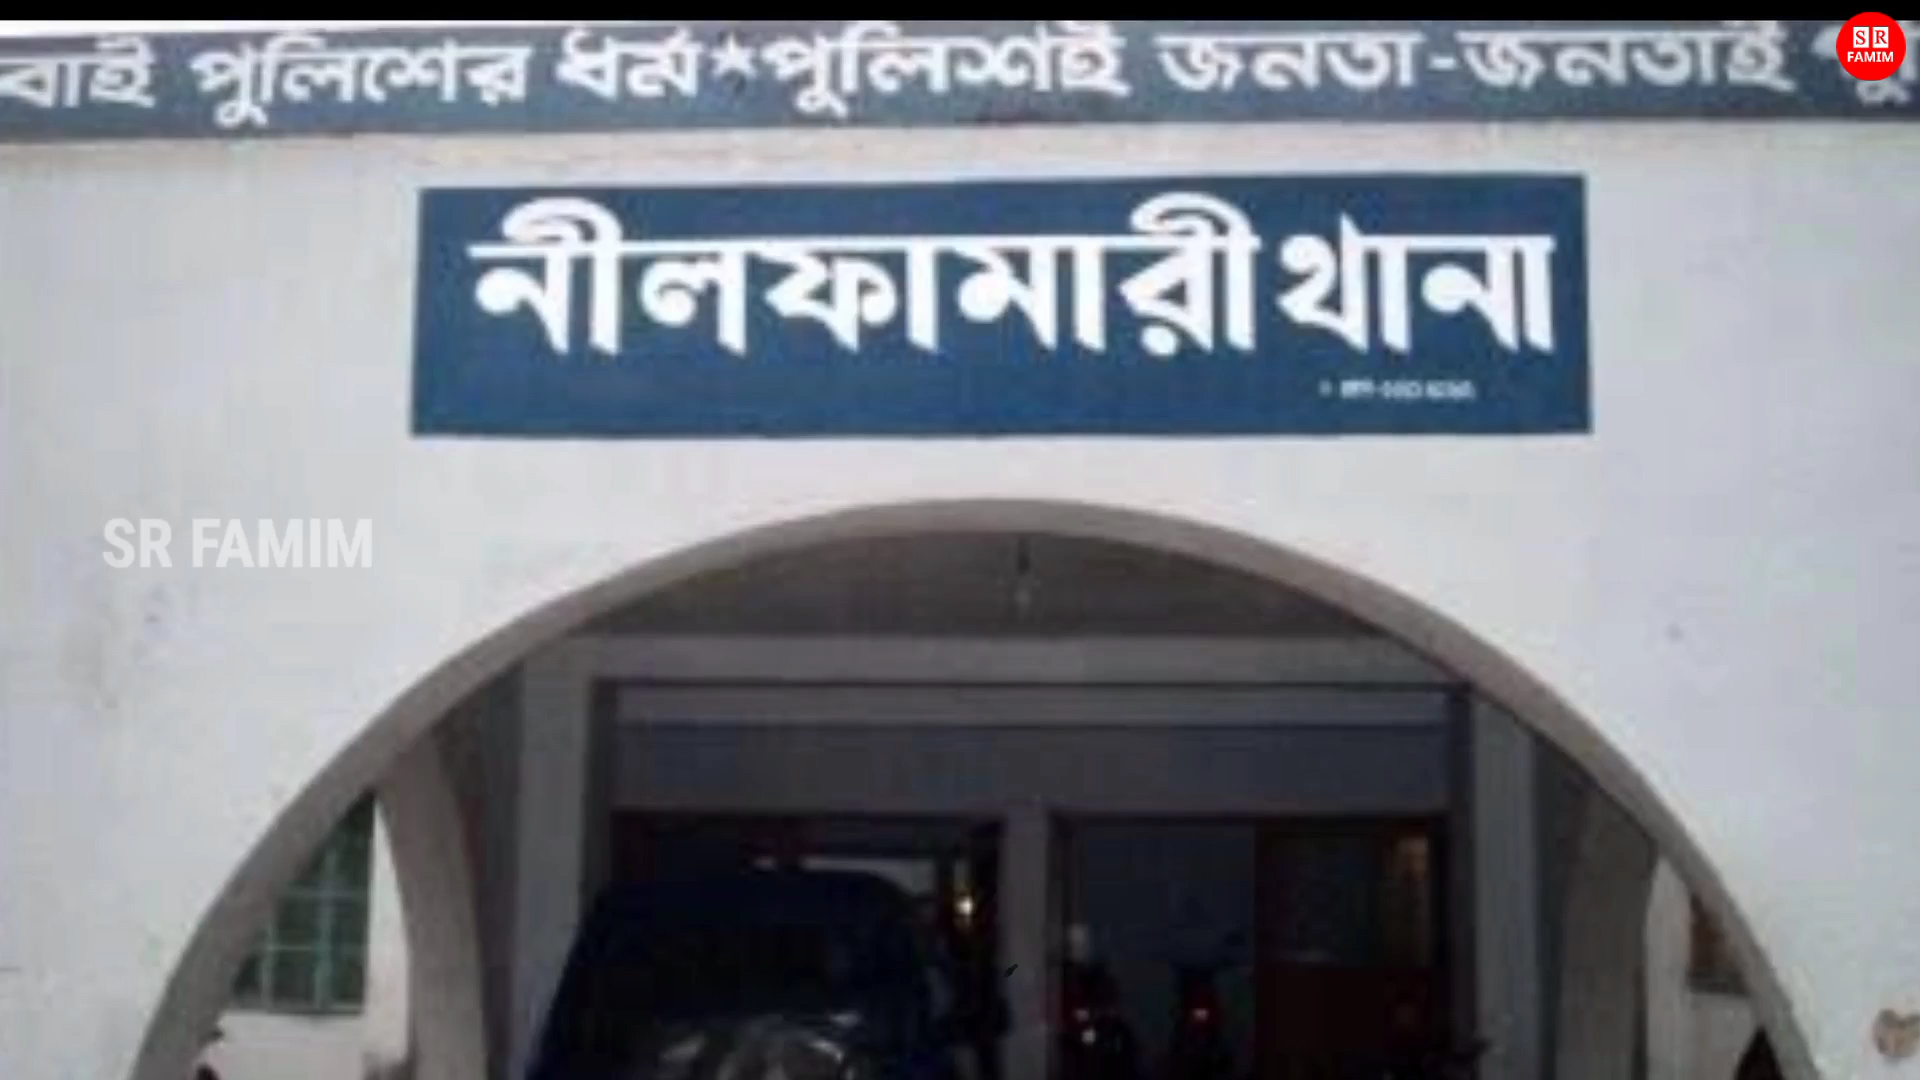 বাই পুলিশের ধর্ম★পুলিশই জনতা-জনতাই
SR
FAMIM
নীলফামারী থানা
SR FAMIM